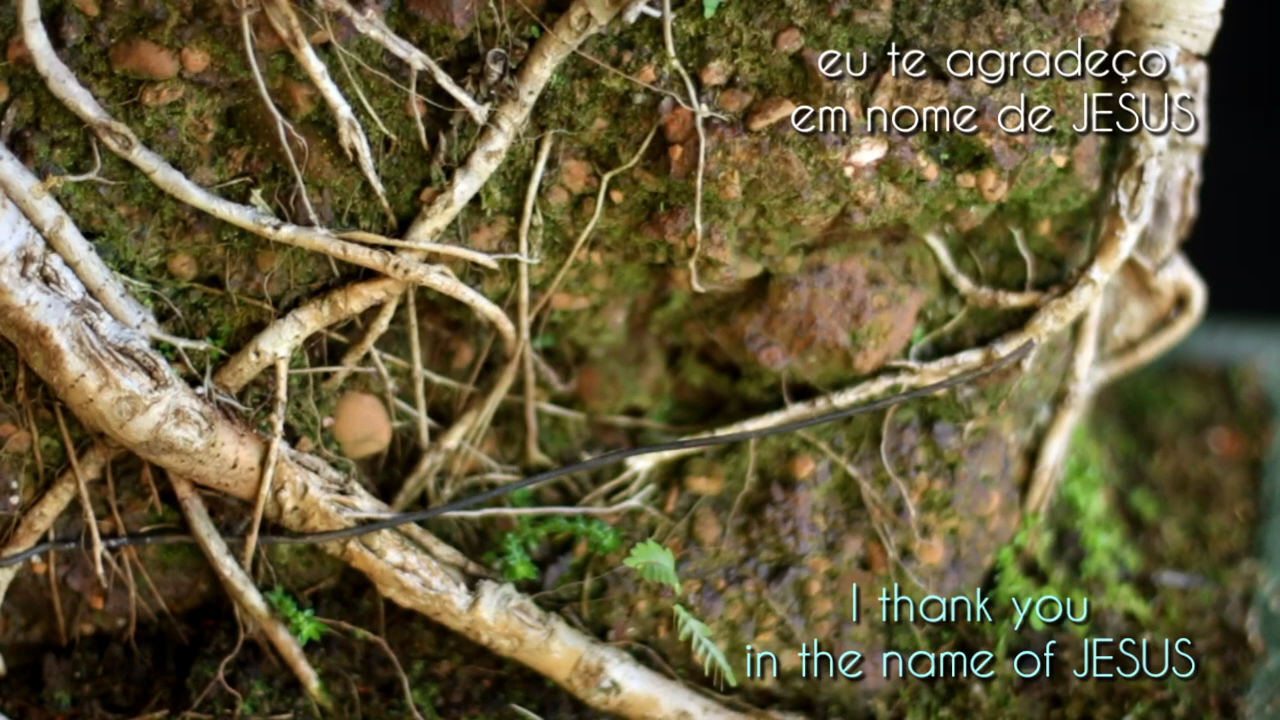 eu te agradeço
em nome de JESUS
I thank you
in the name of JESUS